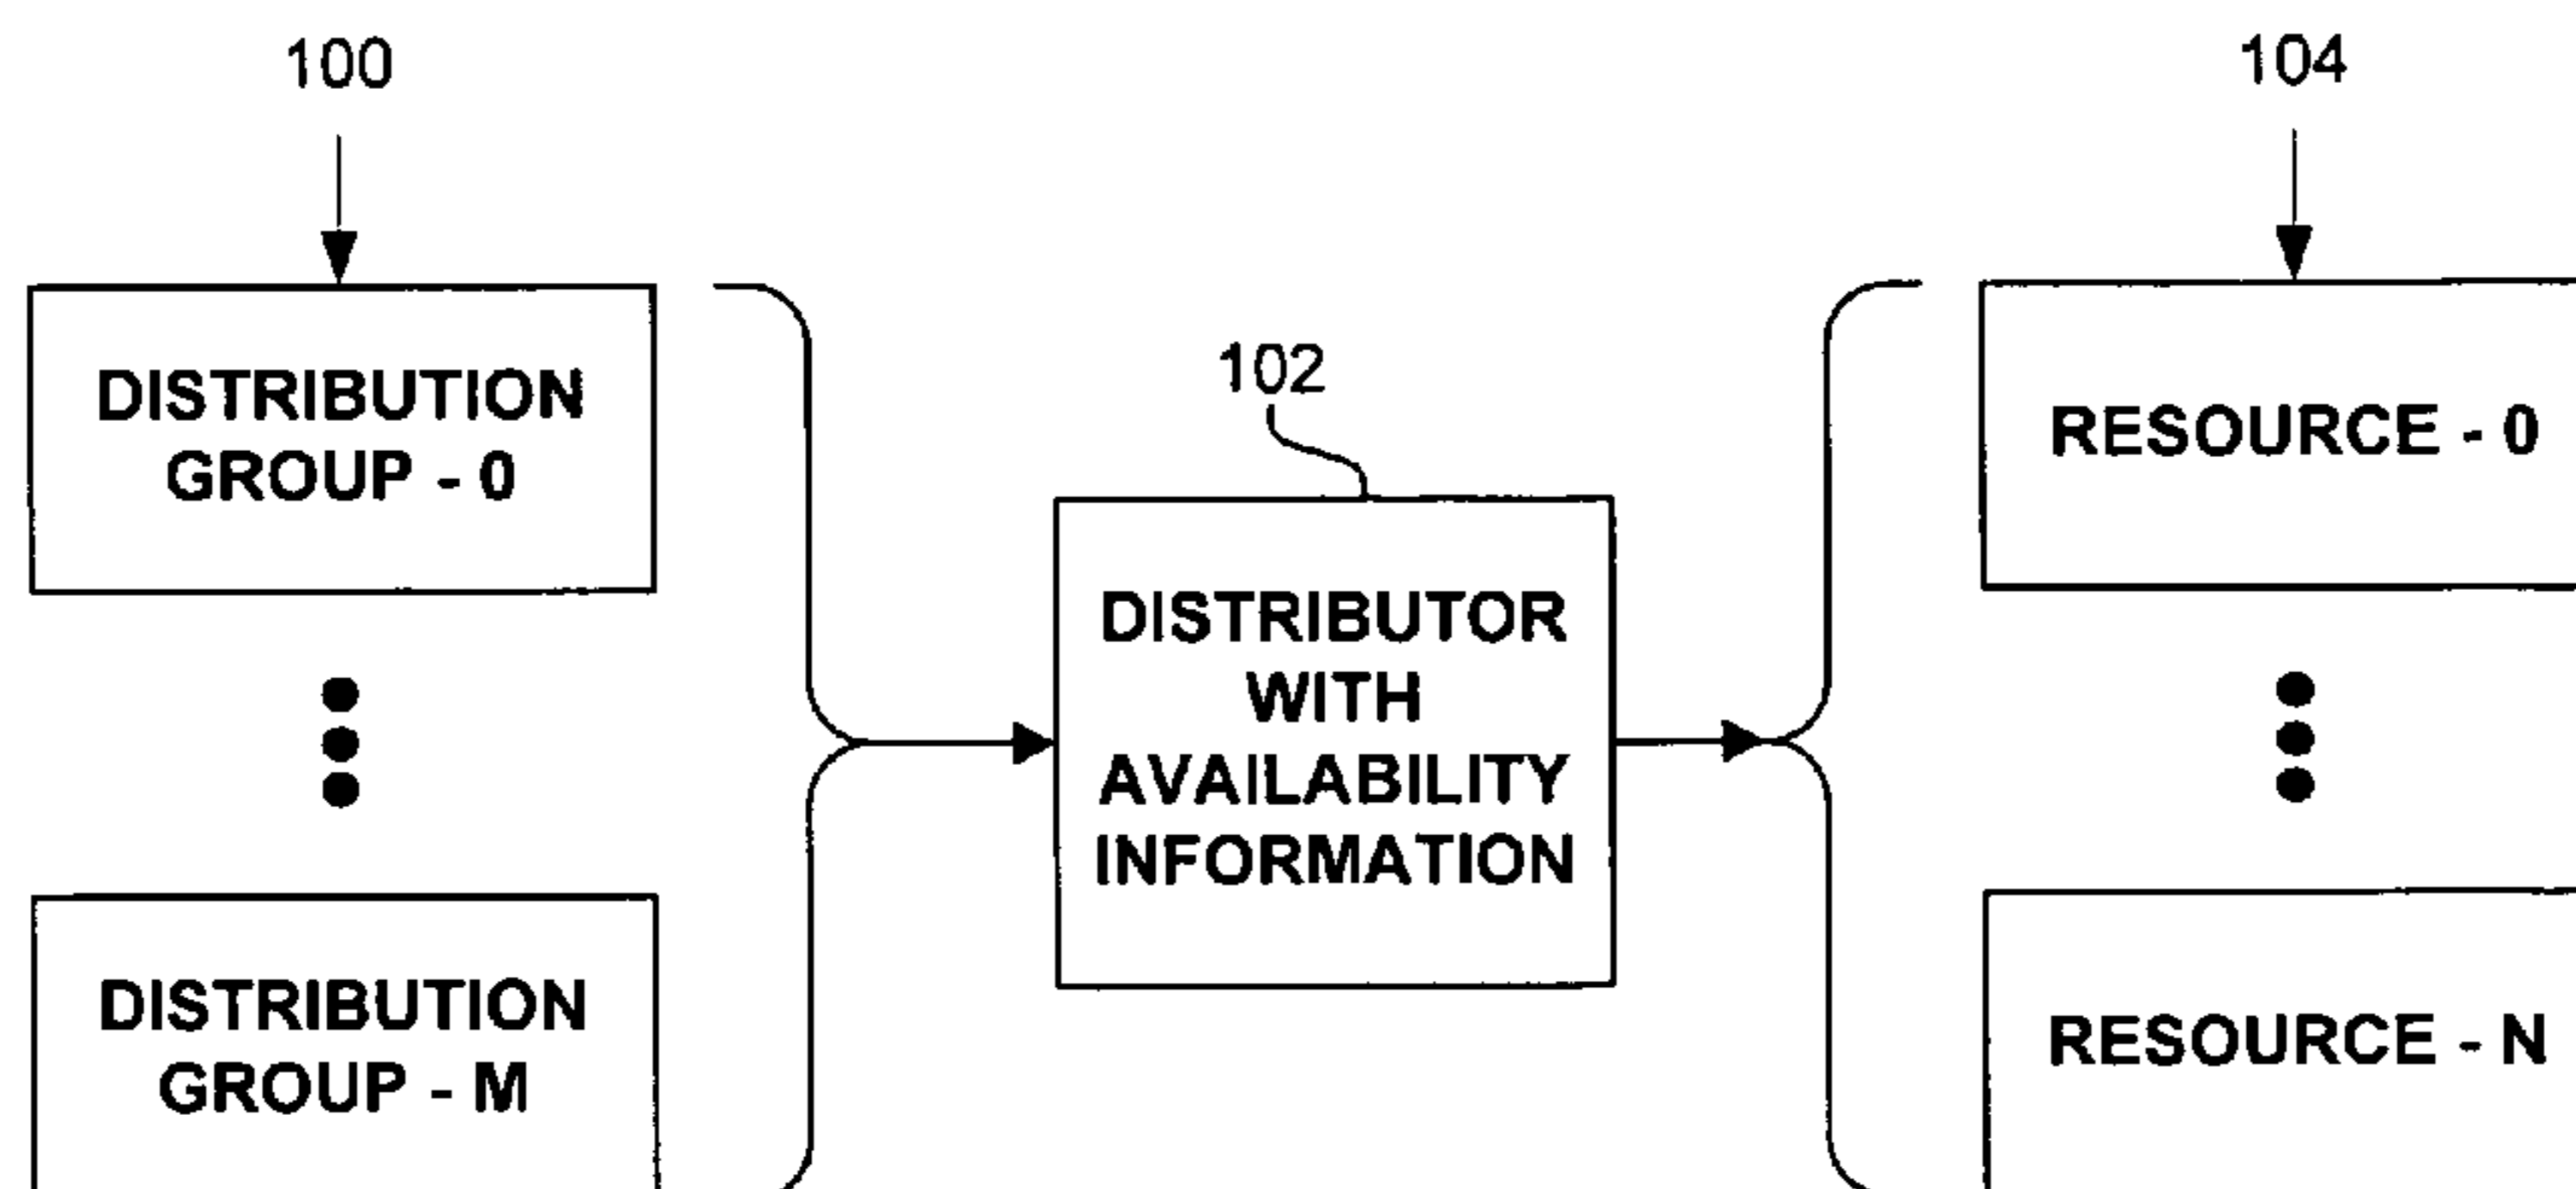 100
104
DISTRIBUTION
GROUP - 0
102
RESOURCE - 0
DISTRIBUTOR
WITH
AVAILABILITY
INFORMATION
DISTRIBUTION
GROUP - M
RESOURCE - N